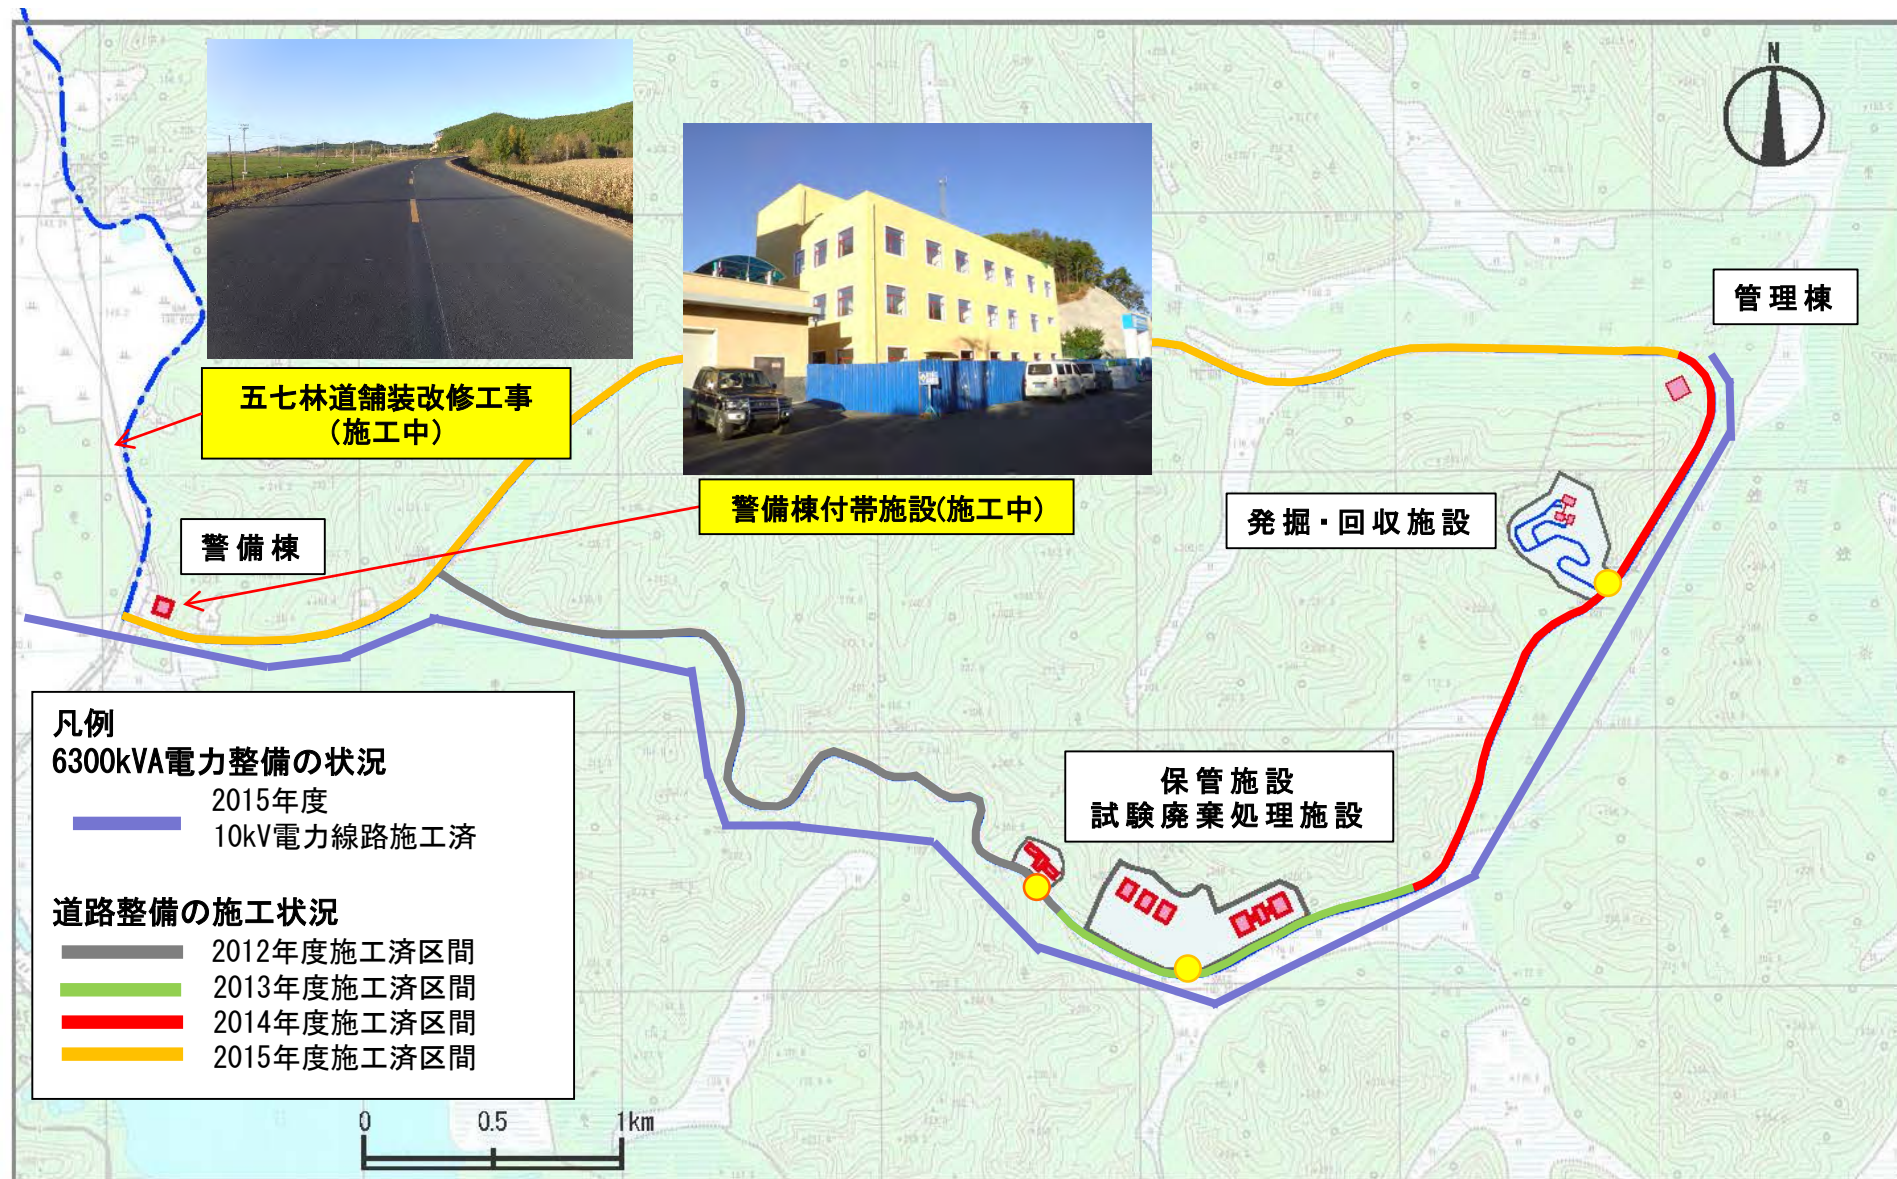 N
管理棟
五七林道舗装改修工事
（施工中）
警備棟付帯施設(施工中)
警備棟
発掘・回収施設
保管施設
試験廃棄処理施設
凡例
6300kVA電力整備の状況
2015年度
10kV電力線路施工済
道路整備の施工状況
2012年度施工済区間
2013年度施工済区間
2014年度施工済区間
2015年度施工済区間
0 0.5 1km